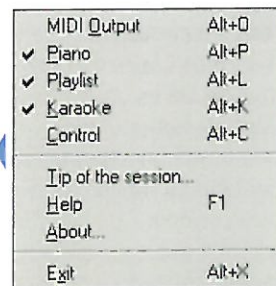 MIDI Output Alt+O
✔ Piano Alt+P
✔ Playlist Alt+L
✔ Karaoke Alt+K
Control Alt+C
Tip of the session...
Help F1
About...
Exit Alt+X